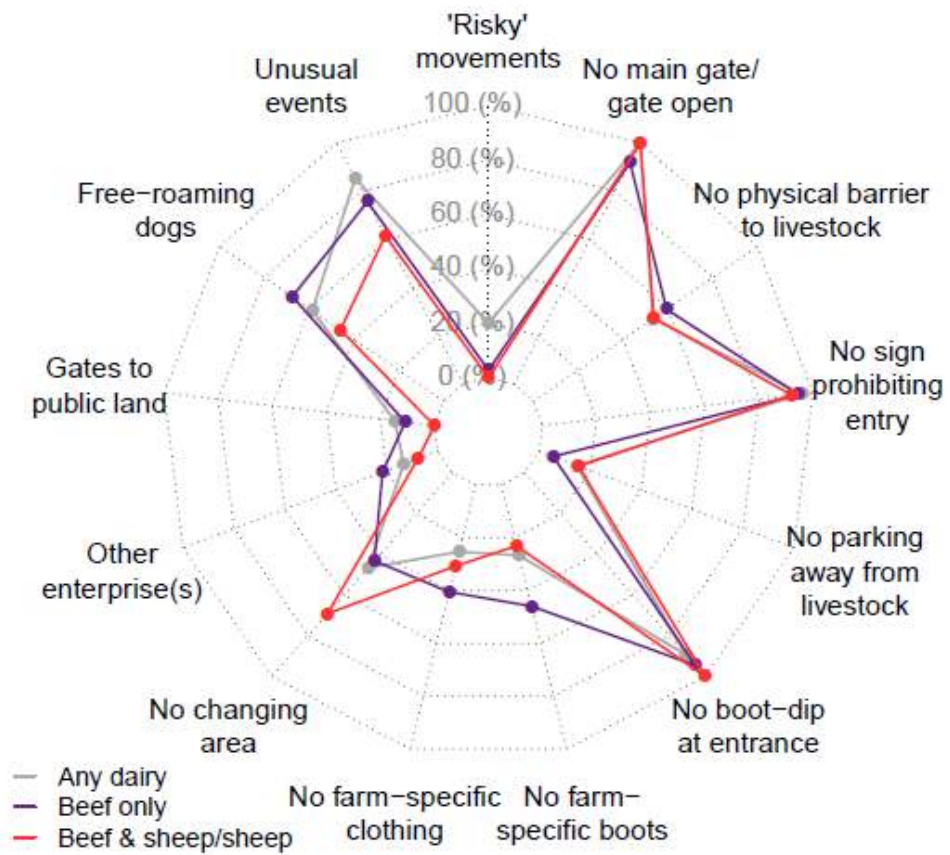 'Risky'
movements
No main gate/
gate open
No physical barrier
to livestock
No sign
prohibiting
entry
No parking
away from
livestock
No boot−dip
at entrance
No farm−
specific boots
No farm−specific
clothing
No changing
area
Other
enterprise(s)
Gates to
public land
Free−roaming
dogs
Unusual
events
100 (%)
80 (%)
60 (%)
40 (%)
20 (%)
0 (%)
Any dairy
Beef only
Beef & sheep/sheep